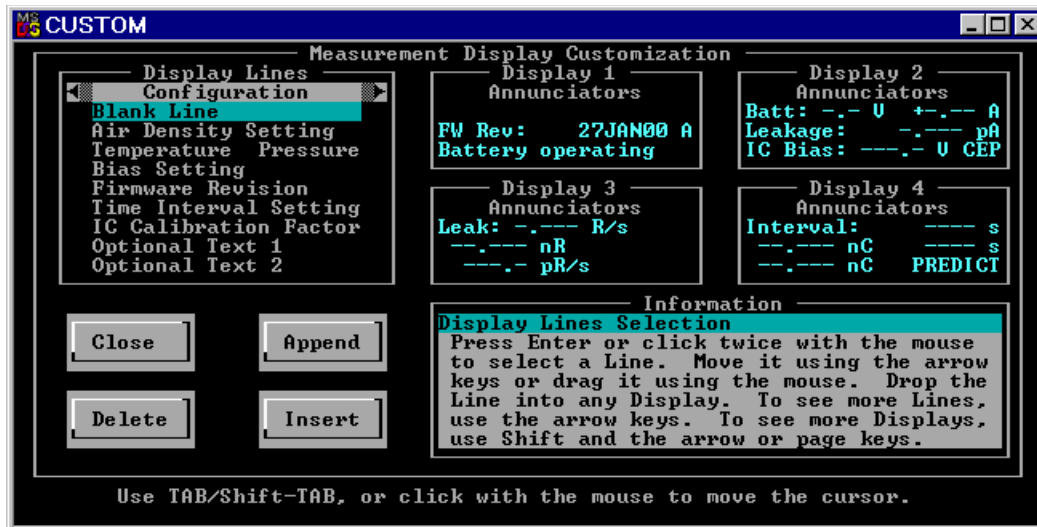 CUSTOM
Measurement Display Customization
Display Lines
Configuration
Blank Line
Air Density Setting
Temperature Pressure
Bias Setting
Firmware Revision
Time Interval Setting
IC Calibration Factor
Optional Text 1
Optional Text 2
Display 1
Annunciators
FW Rev: 27JAN00 A
Battery operating
Display 2
Annunciators
Batt: -.- V +-.-- A
Leakage: -.--- pA
IC Bias: ---.- V CEP
Display 3
Annunciators
Leak: -.--- R/s
--.--- nR
---.- pR/s
Display 4
Annunciators
Interval: ---- s
--.--- nC ---- s
--.--- nC PREDICT
Close
Append
Delete
Insert
Information
Display Lines Selection
Press Enter or click twice with the mouse
to select a Line. Move it using the arrow
keys or drag it using the mouse. Drop the
Line into any Display. To see more Lines,
use the arrow keys. To see more Displays,
use Shift and the arrow or page keys.
Use TAB/Shift-TAB, or click with the mouse to move the cursor.